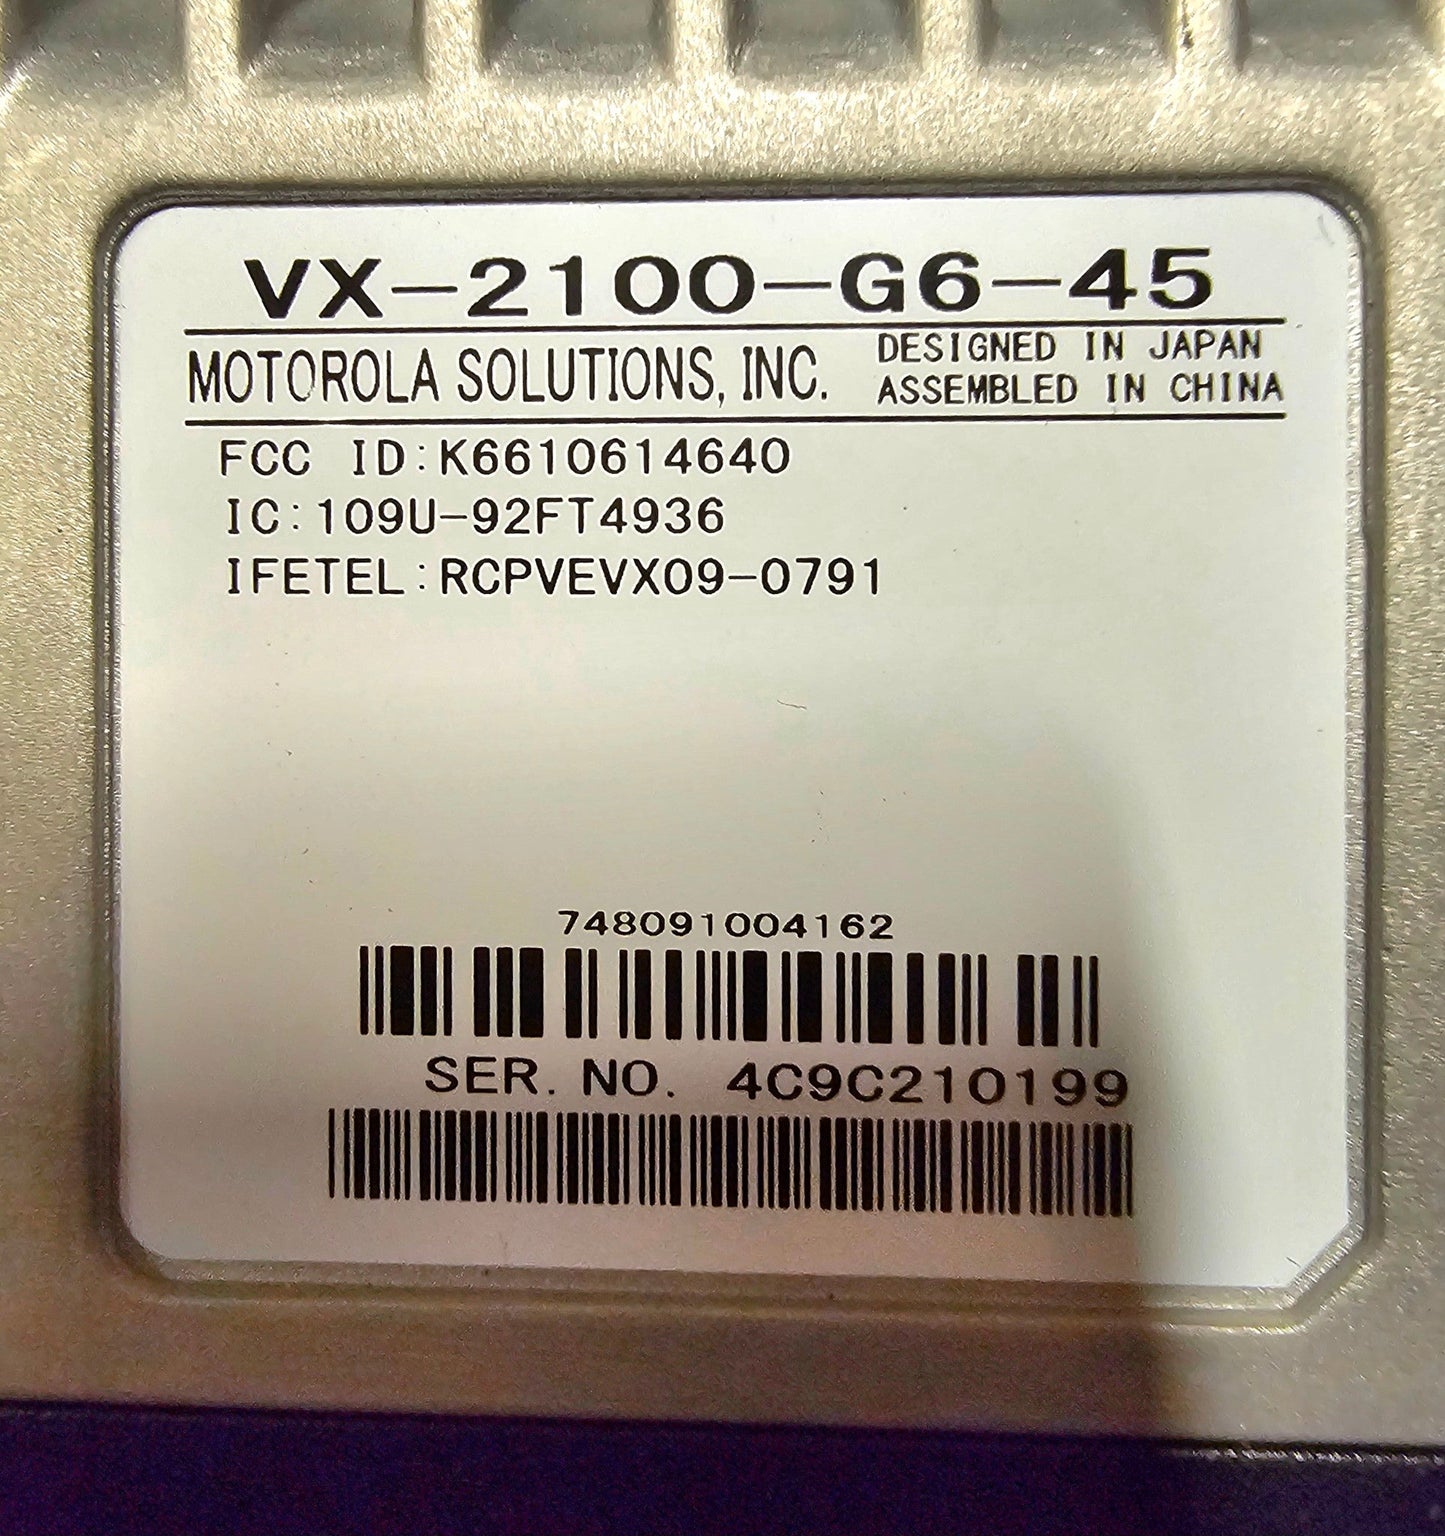 VX-2100-G6-45
MOTOROLA SOLUTIONS, INC.
DESIGNED IN JAPAN
ASSEMBLED IN CHINA
FCC ID:K6610614640
IC:109U-92FT4936
IFETEL:RCPVEVX09-0791
748091004162
SER. NO. 4C9C210199